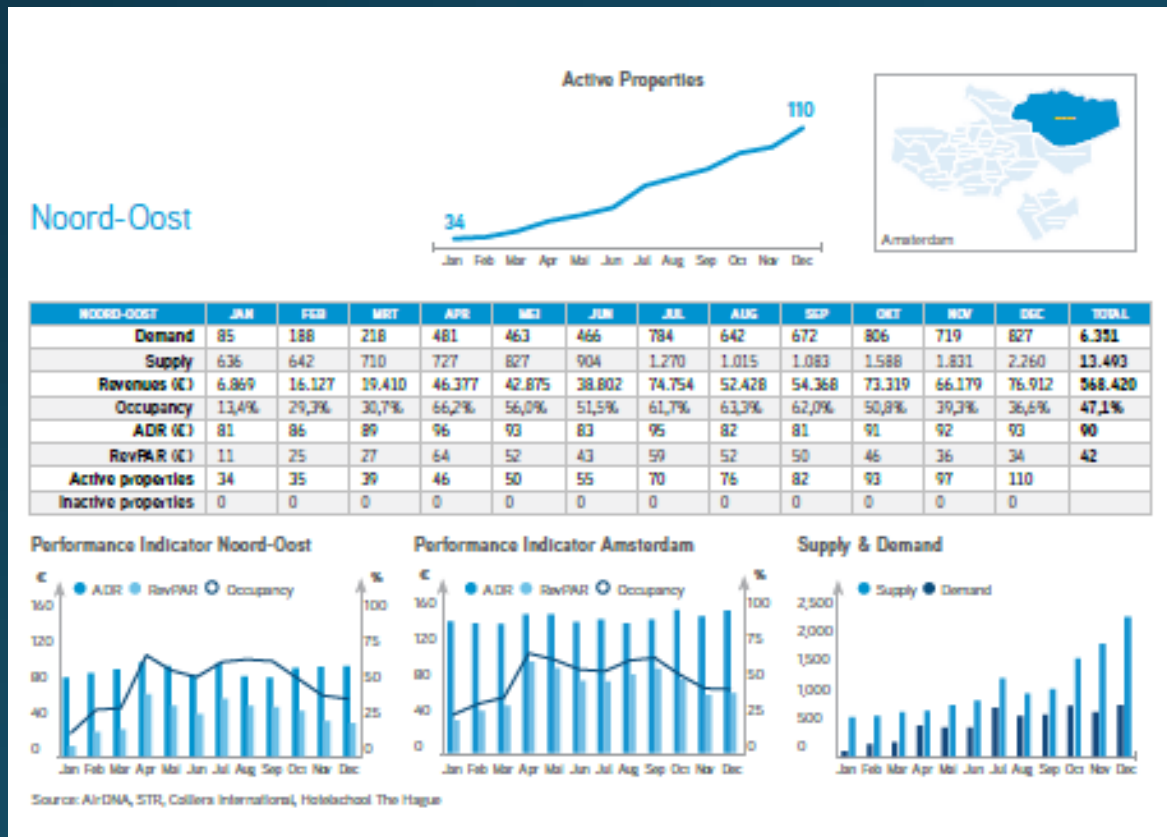 Active Properties
110
34
Noord-Oost
Amsterdam
Jan Feb Mar Apr Mai Jun Jul Aug Sep Oct Nov Dec
NOORD-OOST JAN FEB MRT APR MEI JUN JUL AUG SEP OKT NOV DEC TOTAL
Demand 85 188 218 481 463 466 784 642 672 806 719 827 6.351
Supply 636 642 710 727 827 904 1.270 1.015 1.083 1.588 1.831 2.260 13.493
Revenues (€) 6.869 16.127 19.410 46.377 42.875 38.802 74.754 52.428 54.368 73.319 66.179 76.912 568.420
Occupancy 13,4% 29,3% 30,7% 66,2% 56,0% 51,5% 61,7% 63,3% 62,0% 50,8% 39,3% 36,6% 47,1%
ADR (€) 81 86 89 96 93 83 95 82 81 91 92 93 90
RevPAR (€) 11 25 27 64 52 43 59 52 50 46 36 34 42
Active properties 34 35 39 46 50 55 70 76 82 93 97 110
Inactive properties 0 0 0 0 0 0 0 0 0 0 0 0
Performance Indicator Noord-Oost
€ ADR RevPAR Occupancy %
160 100
120 75
80 50
40 25
0 0
Jan Feb Mar Apr Mai Jun Jul Aug Sep Oct Nov Dec
Performance Indicator Amsterdam
€ ADR RevPAR Occupancy %
160 100
120 75
80 50
40 25
0 0
Jan Feb Mar Apr Mai Jun Jul Aug Sep Oct Nov Dec
Supply & Demand
Supply Demand
2,500
2,000
1,500
1,000
500
0
Jan Feb Mar Apr Mai Jun Jul Aug Sep Oct Nov Dec
Source: AirDNA, STR, Colliers International, Hotelschool The Hague